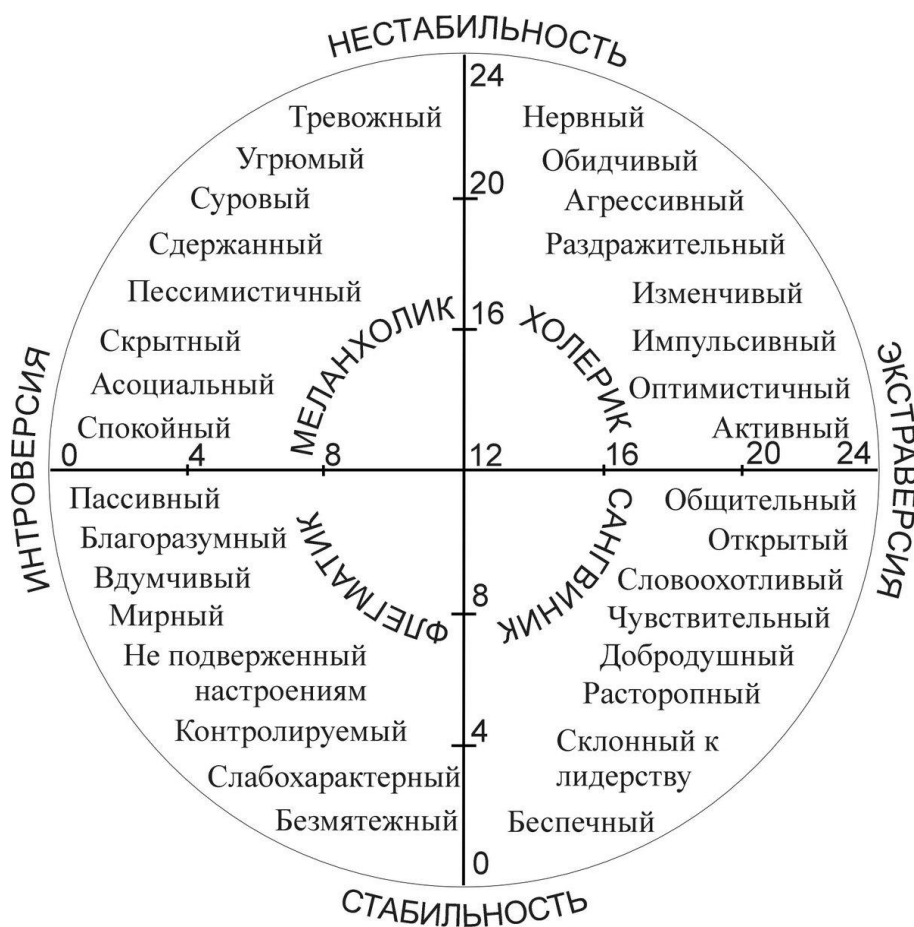 НЕСТАБИЛЬНОСТЬ
24
Тревожный
Нервный
Угрюмый
Обидчивый
20
Суровый
Агрессивный
Сдержанный
Раздражительный
Пессимистичный
Изменчивый
МЕЛАНХОЛИК
16
ХОЛЕРИК
Скрытный
Импульсивный
Асоциальный
Оптимистичный
Спокойный
Активный
ИНТРОВЕРСИЯ
0
4
8
12
16
20
24
ЭКСТРАВЕРСИЯ
Пассивный
Общительный
Благоразумный
Открытый
Вдумчивый
Словоохотливый
ФЛЕГМАТИК
8
САНГВИНИК
Мирный
Чувствительный
Не подверженный
настроениям
Добродушный
Расторопный
Контролируемый
4
Склонный к
лидерству
Слабохарактерный
Безмятежный
Беспечный
0
СТАБИЛЬНОСТЬ